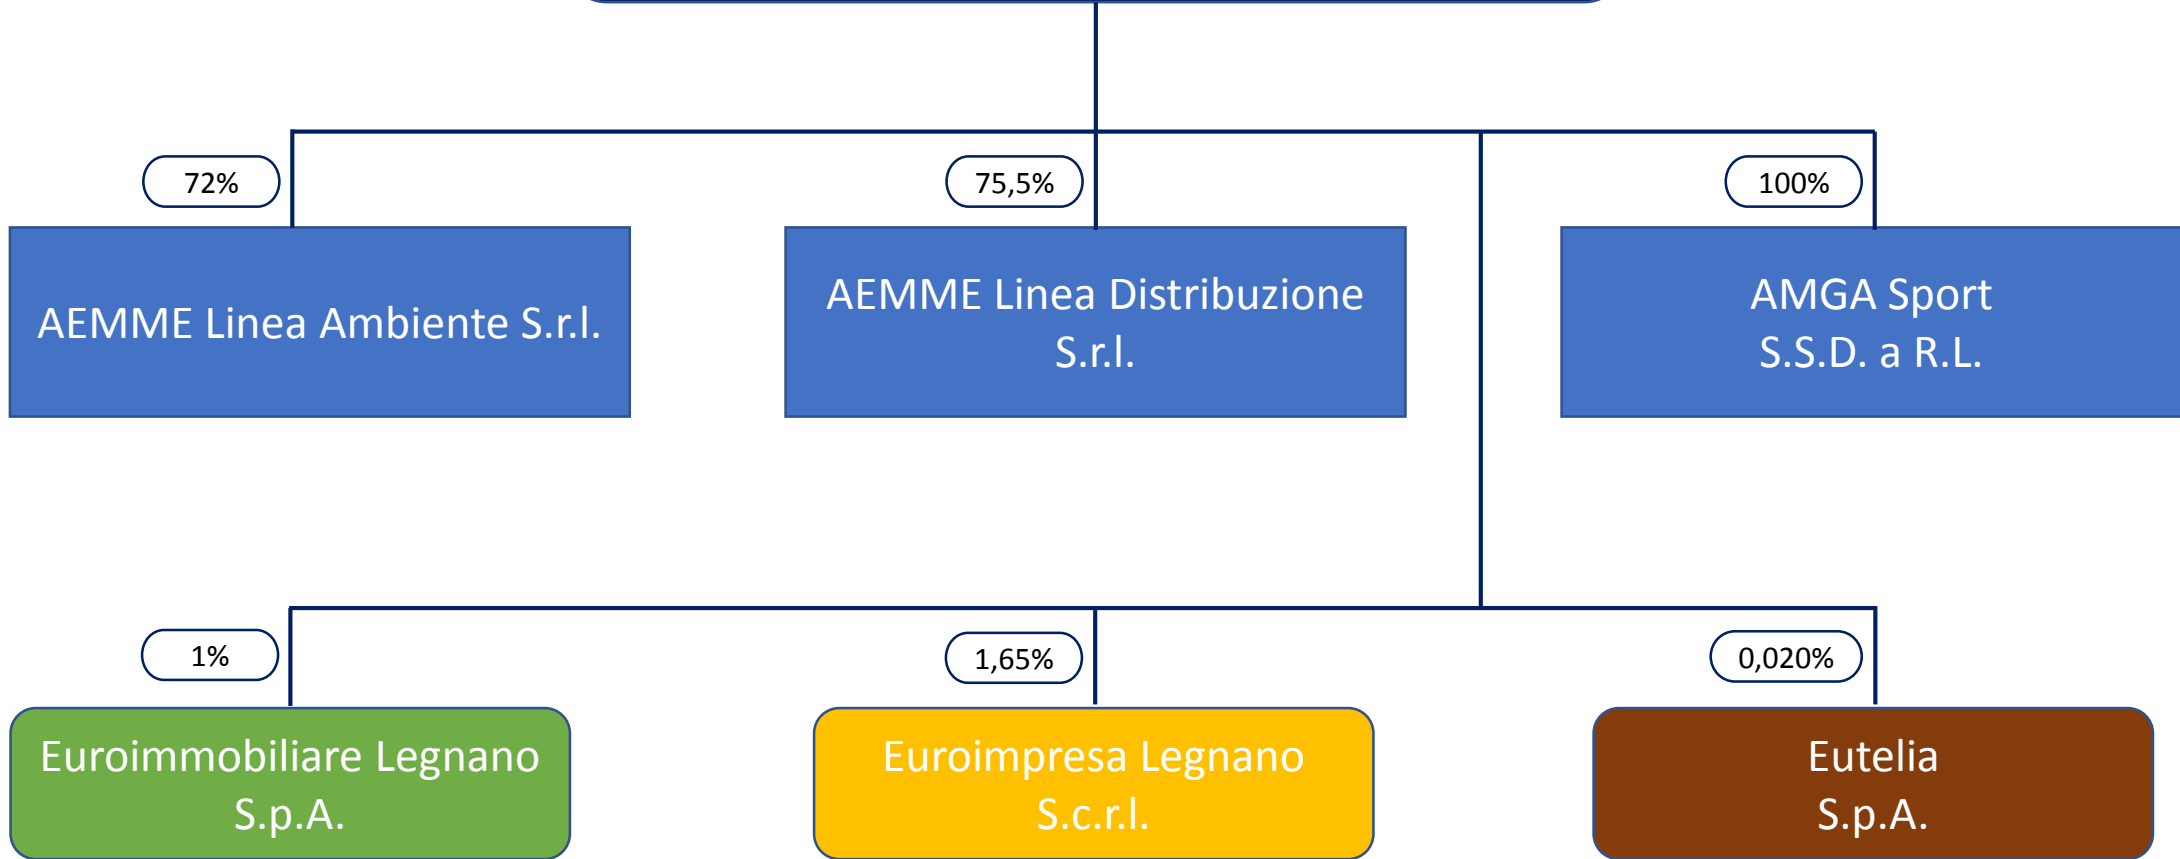 72%
75,5%
100%
AEMME Linea Ambiente S.r.l.
AEMME Linea Distribuzione
S.r.l.
AMGA Sport
S.S.D. a R.L.
1%
1,65%
0,020%
Euroimmobiliare Legnano
S.p.A.
Euroimpresa Legnano
S.c.r.l.
Eutelia
S.p.A.